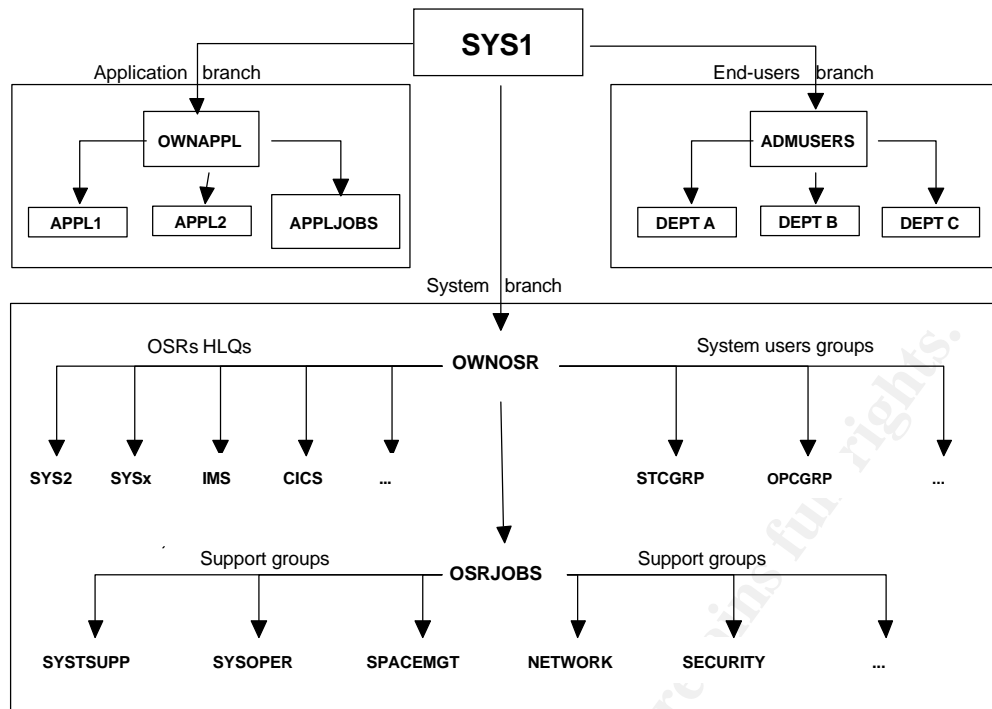 SYS1
Application branch
End-users branch
OWNAPPL
ADMUSERS
APPL1
APPL2
APPLJOBS
DEPT A
DEPT B
DEPT C
System branch
OSRs HLQs
OWNOSR
System users groups
SYS2
SYSx
IMS
CICS
...
STCGRP
OPCGRP
...
Support groups
OSRJOBS
Support groups
SYSTSUPP
SYSOPER
SPACEMGT
NETWORK
SECURITY
...
rights.